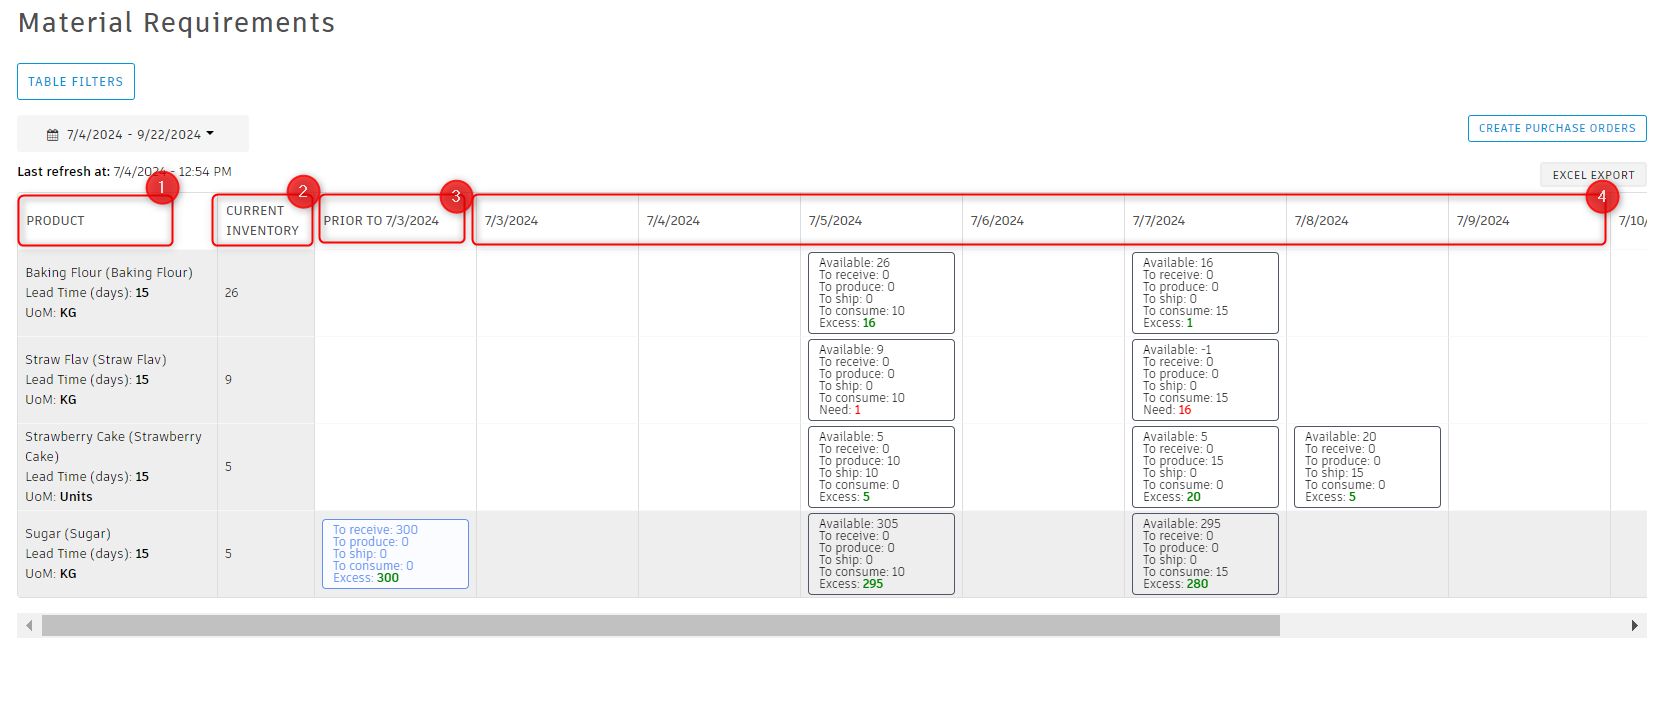 Material Requirements
TABLE FILTERS
7/4/2024 - 9/22/2024
CREATE PURCHASE ORDERS
Last refresh at: 7/4/2024 - 12:54 PM
EXCEL EXPORT
1
2
3
4
PRODUCT
CURRENT
INVENTORY
PRIOR TO 7/3/2024
7/3/2024
7/4/2024
7/5/2024
7/6/2024
7/7/2024
7/8/2024
7/9/2024
7/10/
Baking Flour (Baking Flour)
Lead Time (days): 15
UoM: KG
26
Available: 26
To receive: 0
To produce: 0
To ship: 0
To consume: 10
Excess: 16
Available: 16
To receive: 0
To produce: 0
To ship: 0
To consume: 15
Excess: 1
Straw Flav (Straw Flav)
Lead Time (days): 15
UoM: KG
9
Available: 9
To receive: 0
To produce: 0
To ship: 0
To consume: 10
Need: 1
Available: -1
To receive: 0
To produce: 0
To ship: 0
To consume: 15
Need: 16
Strawberry Cake (Strawberry
Cake)
Lead Time (days): 15
UoM: Units
5
Available: 5
To receive: 0
To produce: 10
To ship: 10
To consume: 0
Excess: 5
Available: 5
To receive: 0
To produce: 15
To ship: 0
To consume: 0
Excess: 20
Available: 20
To receive: 0
To produce: 0
To ship: 15
To consume: 0
Excess: 5
Sugar (Sugar)
Lead Time (days): 15
UoM: KG
5
To receive: 300
To produce: 0
To ship: 0
To consume: 0
Excess: 300
Available: 305
To receive: 0
To produce: 0
To ship: 0
To consume: 10
Excess: 295
Available: 295
To receive: 0
To produce: 0
To ship: 0
To consume: 15
Excess: 280